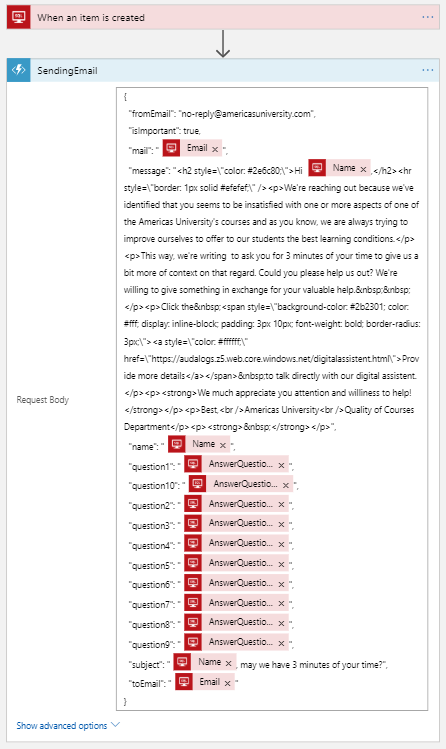 When an item is created
SendingEmail
Request Body
{
"fromEmail": "no-reply@americasuniversity.com",
"isImportant": true,
"mail": " Email × ",
"message": "<h2 style=\"color: #2e6c80;\">Hi Name × ,</h2><hr
style=\"border: 1px solid #efefef;\" /><p>We're reaching out because we've
identified that you seems to be insatisfied with one or more aspects of one of
the Americas University's courses and as you know, we are always trying to
improve ourselves to offer to our students the best learning conditions.</p>
<p>This way, we're writing to ask you for 3 minutes of your time to give us a
bit more of context on that regard. Could you please help us out? We're
willing to give something in exchange for your valuable help.&nbsp;&nbsp;
</p><p>Click the&nbsp;<span style=\"background-color: #2b2301; color:
#fff; display: inline-block; padding: 3px 10px; font-weight: bold; border-radius:
3px;\"><a style=\"color: #ffffff;\"
href=\"https://audalogs.z5.web.core.windows.net/digitalassistent.html\">Prov
ide more details</a></span>&nbsp;to talk directly with our digital assistent.
</p><p><strong>We much appreciate you attention and williness to help!
</strong></p><p>Best,<br />Americas University<br />Quality of Courses
Department</p><p><strong>&nbsp;</strong></p>",
"name": " Name × ",
"question1": " AnswerQuestio... × ",
"question10": " AnswerQuestio... × ",
"question2": " AnswerQuestio... × ",
"question3": " AnswerQuestio... × ",
"question4": " AnswerQuestio... × ",
"question5": " AnswerQuestio... × ",
"question6": " AnswerQuestio... × ",
"question7": " AnswerQuestio... × ",
"question8": " AnswerQuestio... × ",
"question9": " AnswerQuestio... × ",
"subject": " Name × , may we have 3 minutes of your time?",
"toEmail": " Email × "
}
Show advanced options